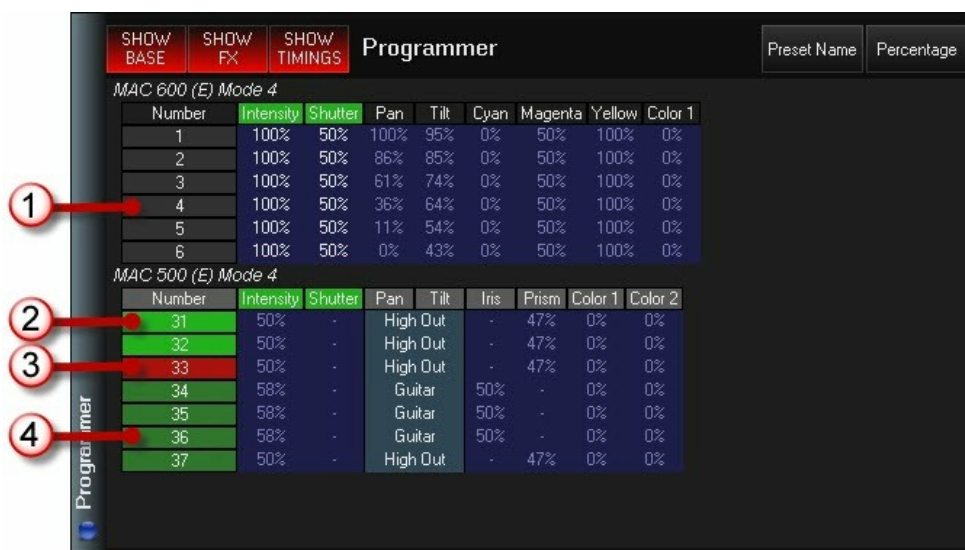 SHOW BASE SHOW FX SHOW TIMINGS Programmer Preset Name Percentage
MAC 600 (E) Mode 4
Number Intensity Shutter Pan Tilt Cyan Magenta Yellow Color 1
1 100% 50% 100% 95% 0% 50% 100% 0%
2 100% 50% 86% 85% 0% 50% 100% 0%
3 100% 50% 61% 74% 0% 50% 100% 0%
1 4 100% 50% 36% 64% 0% 50% 100% 0%
5 100% 50% 11% 54% 0% 50% 100% 0%
6 100% 50% 0% 43% 0% 50% 100% 0%
MAC 500 (E) Mode 4
Number Intensity Shutter Pan Tilt Iris Prism Color 1 Color 2
2 31 50% - High Out - 47% 0% 0%
32 50% - High Out - 47% 0% 0%
3 33 50% - High Out - 47% 0% 0%
34 58% - Guitar 50% - 0% 0%
35 58% - Guitar 50% - 0% 0%
4 36 58% - Guitar 50% - 0% 0%
37 50% - High Out - 47% 0% 0%
Programmer